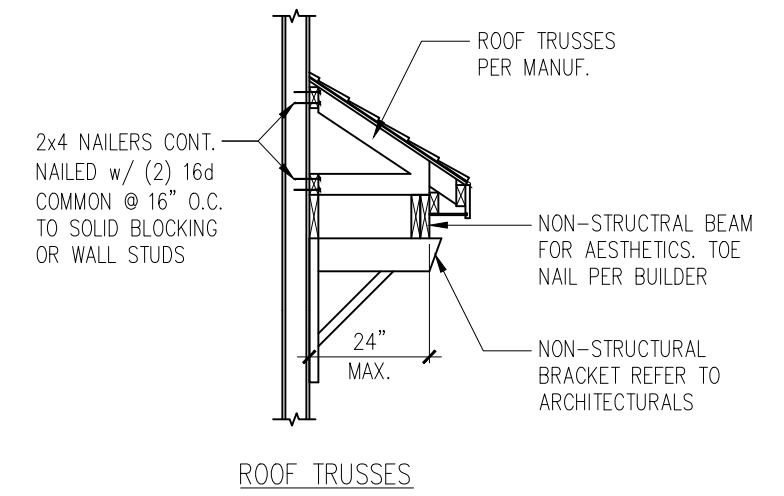 ROOF TRUSSES
PER MANUF.
2x4 NAILERS CONT.
NAILED w/ (2) 16d
COMMON @ 16" O.C.
TO SOLID BLOCKING
OR WALL STUDS
NON-STRUCTRAL BEAM
FOR AESTHETICS. TOE
NAIL PER BUILDER
24"
MAX.
NON-STRUCTURAL
BRACKET REFER TO
ARCHITECTURALS
ROOF TRUSSES